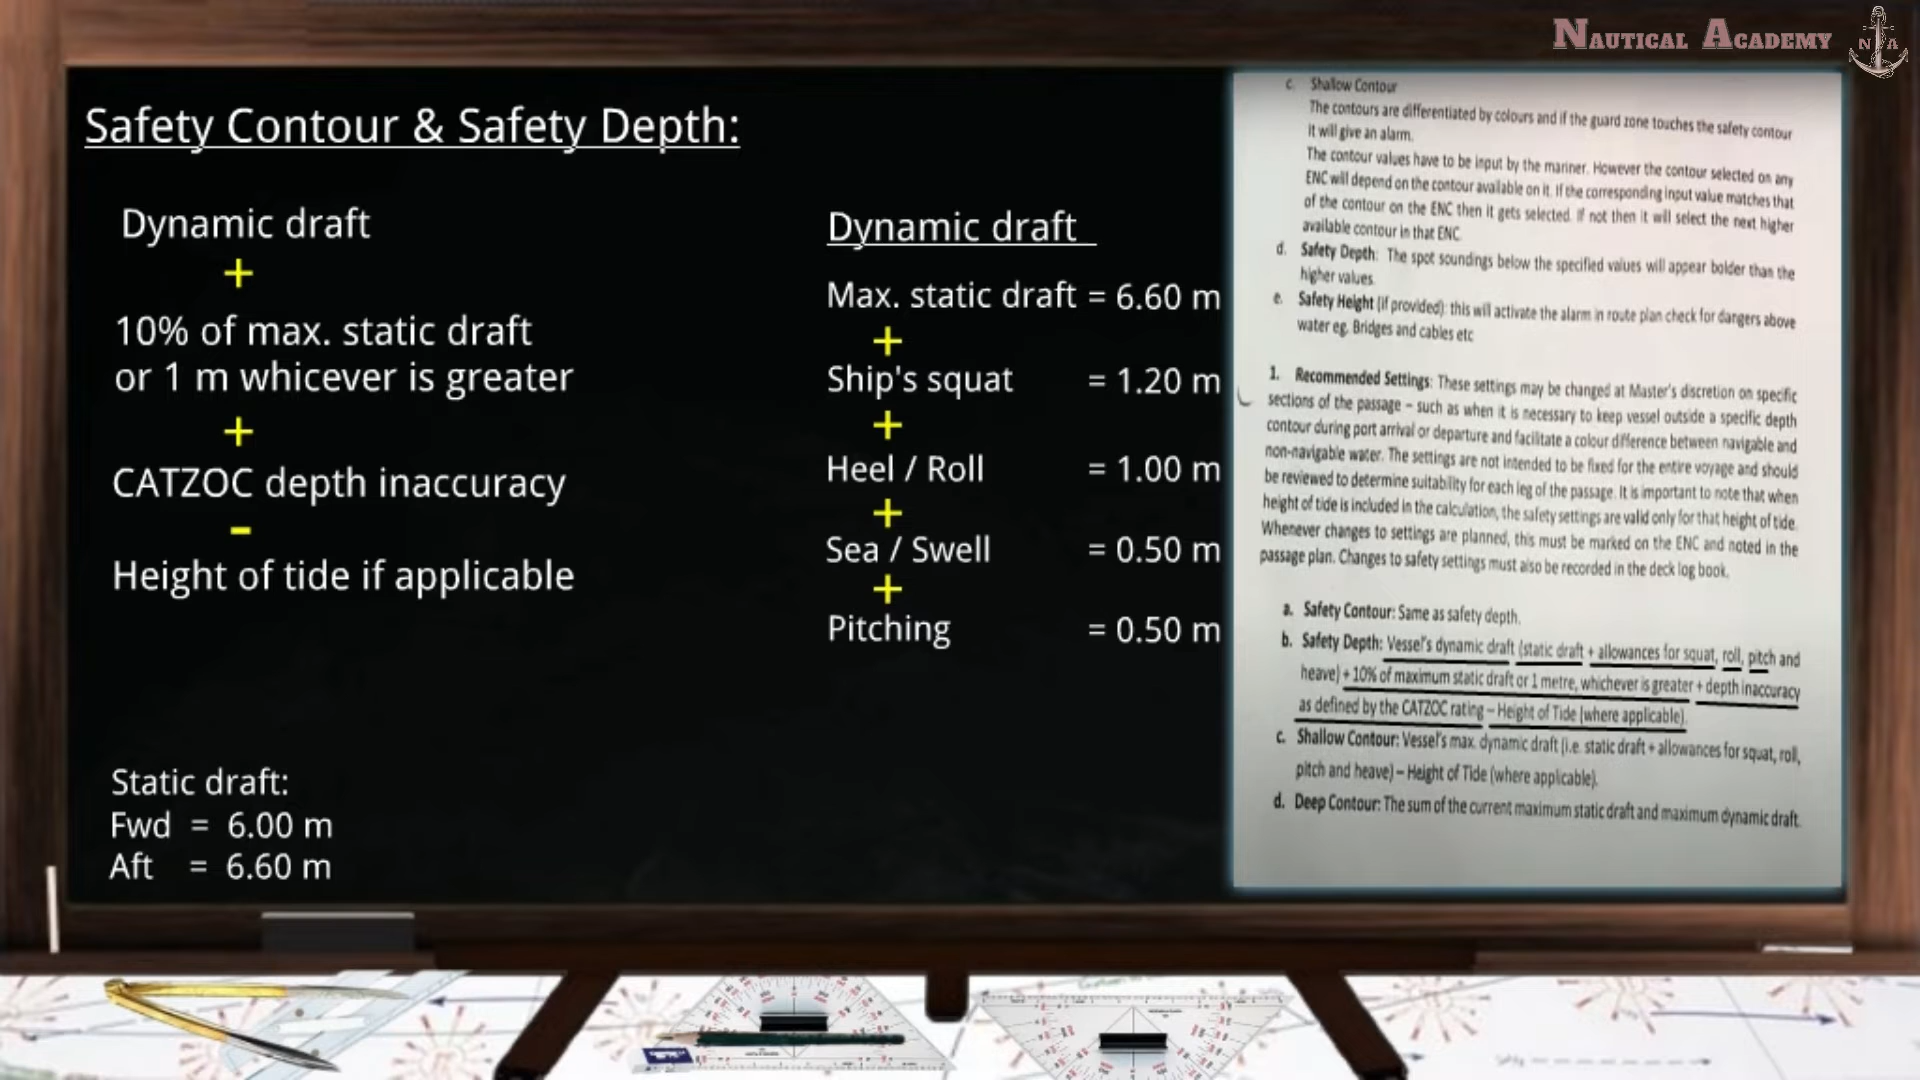 NAUTICAL ACADEMY
N A
Safety Contour & Safety Depth:
Dynamic draft
+
10% of max. static draft
or 1 m whicever is greater
+
CATZOC depth inaccuracy
-
Height of tide if applicable
Static draft:
Fwd = 6.00 m
Aft = 6.60 m
Dynamic draft
Max. static draft = 6.60 m
+
Ship's squat = 1.20 m
+
Heel / Roll = 1.00 m
+
Sea / Swell = 0.50 m
+
Pitching = 0.50 m
c. Shallow Contour
The contours are differentiated by colours and if the guard zone touches the safety contour
it will give an alarm.
The contour values have to be input by the mariner. However the contour selected on any
ENC will depend on the contour available on it. If the corresponding input value matches that
of the contour on the ENC then it gets selected. If not then it will select the next higher
available contour in that ENC.
d. Safety Depth: The spot soundings below the specified values will appear bolder than the
higher values.
e. Safety Height (if provided): this will activate the alarm in route plan check for dangers above
water eg. Bridges and cables etc
1. Recommended Settings: These settings may be changed at Master's discretion on specific
sections of the passage – such as when it is necessary to keep vessel outside a specific depth
contour during port arrival or departure and facilitate a colour difference between navigable and
non-navigable water. The settings are not intended to be fixed for the entire voyage and should
be reviewed to determine suitability for each leg of the passage. It is important to note that when
height of tide is included in the calculation, the safety settings are valid only for that height of tide.
Whenever changes to settings are planned, this must be marked on the ENC and noted in the
passage plan. Changes to safety settings must also be recorded in the deck log book.
a. Safety Contour: Same as safety depth.
b. Safety Depth: Vessel's dynamic draft (static draft + allowances for squat, roll, pitch and
heave) + 10% of maximum static draft or 1 metre, whichever is greater + depth inaccuracy
as defined by the CATZOC rating – Height of Tide (where applicable).
c. Shallow Contour: Vessel's max. dynamic draft (i.e. static draft + allowances for squat, roll,
pitch and heave) – Height of Tide (where applicable).
d. Deep Contour: The sum of the current maximum static draft and maximum dynamic draft.